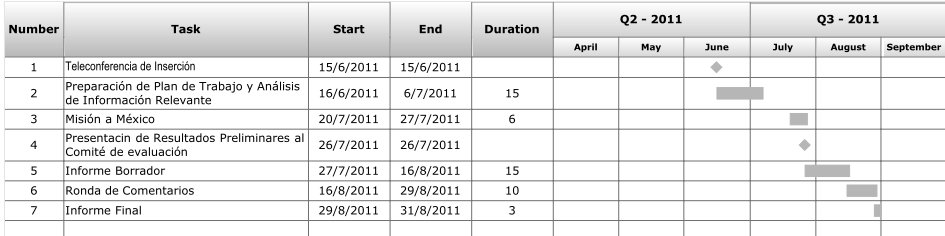 Number Task Start End Duration Q2 - 2011 Q3 - 2011
April May June July August September
1 Teleconferencia de Inserción 15/6/2011 15/6/2011
2 Preparación de Plan de Trabajo y Análisis de Información Relevante 16/6/2011 6/7/2011 15
3 Misión a México 20/7/2011 27/7/2011 6
4 Presentacin de Resultados Preliminares al Comité de evaluación 26/7/2011 26/7/2011
5 Informe Borrador 27/7/2011 16/8/2011 15
6 Ronda de Comentarios 16/8/2011 29/8/2011 10
7 Informe Final 29/8/2011 31/8/2011 3